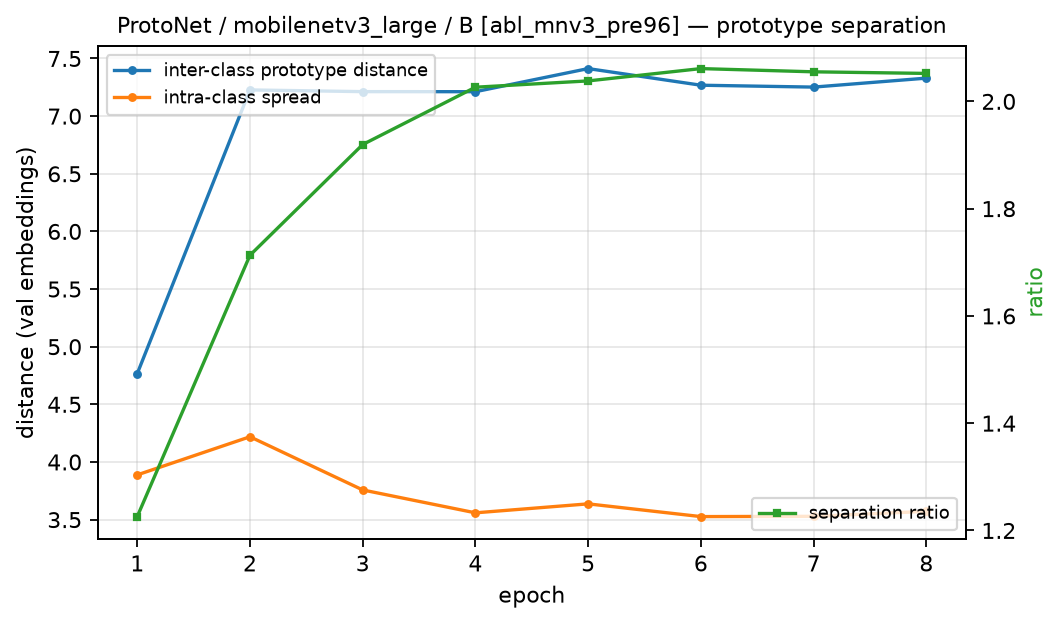 ProtoNet / mobilenetv3_large / B [abl_mnv3_pre96] — prototype separation
inter-class prototype distance
intra-class spread
distance (val embeddings)
7.5
7.0
6.5
6.0
5.5
5.0
4.5
4.0
3.5
2.0
1.8
1.6
1.4
1.2
ratio
separation ratio
1 2 3 4 5 6 7 8
epoch